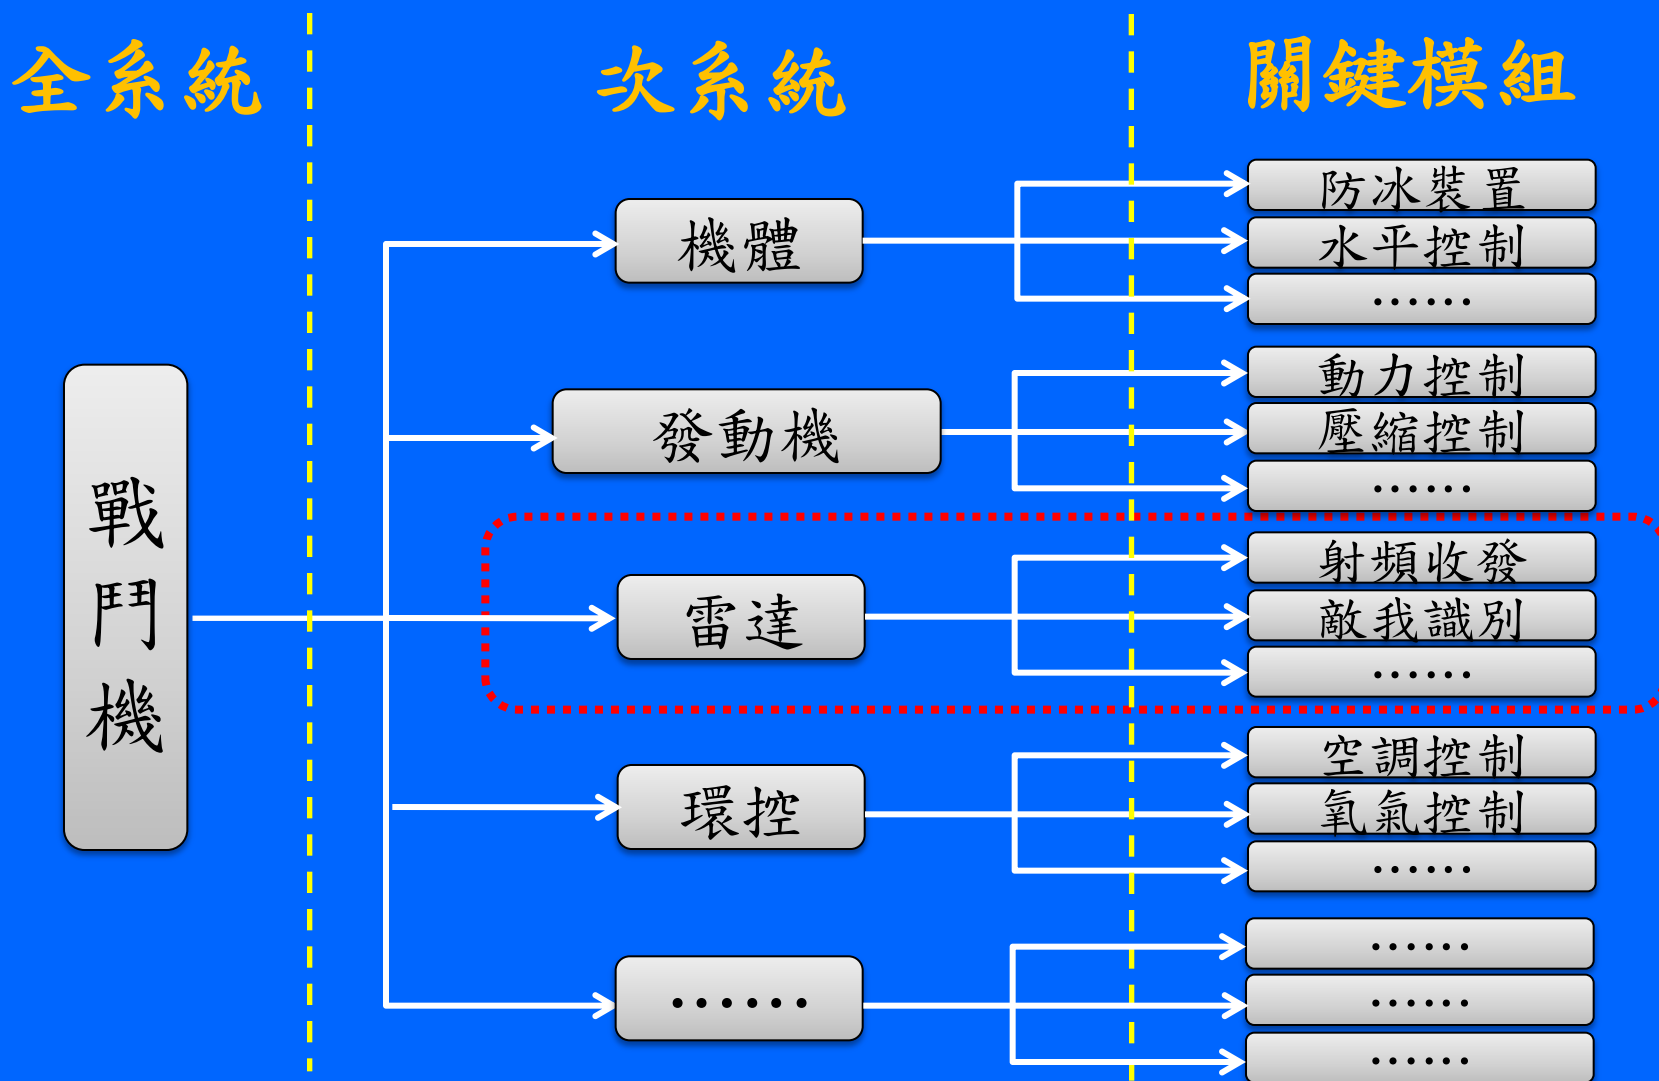 全系統
次系統
關鍵模組
戰鬥機
機體
防冰裝置
水平控制
......
發動機
動力控制
壓縮控制
......
雷達
射頻收發
敵我識別
......
環控
空調控制
氧氣控制
......
......
......
......
......